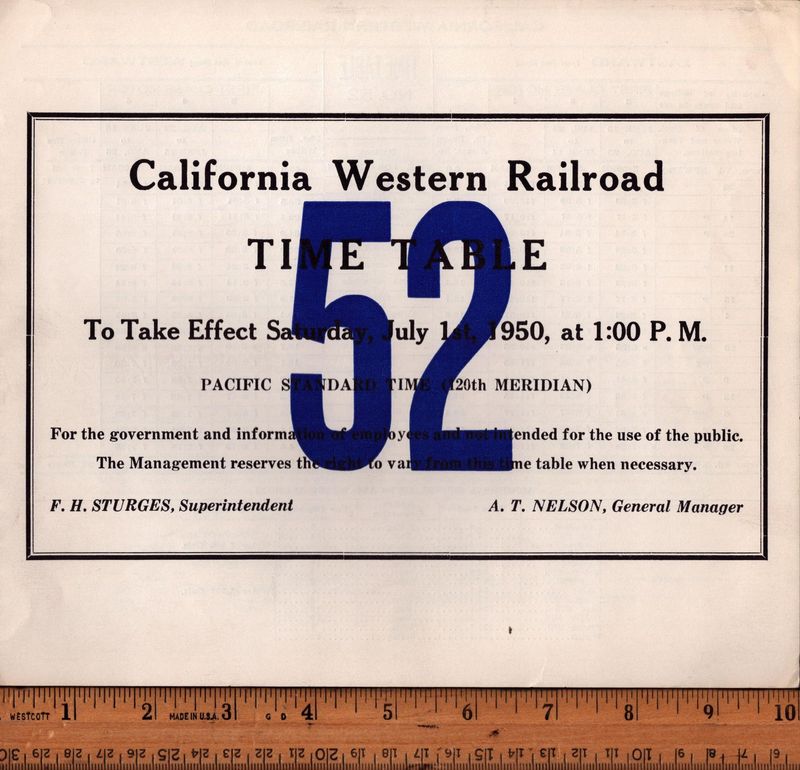 California Western Railroad
TIME TABLE
52
To Take Effect Saturday, July 1st, 1950, at 1:00 P. M.
PACIFIC STANDARD TIME (120th MERIDIAN)
For the government and information of employees and not intended for the use of the public.
The Management reserves the right to vary from this time table when necessary.
F. H. STURGES, Superintendent
A. T. NELSON, General Manager
WESTCOTT 1 2 MADE IN U.S.A. 3 G D 4 5 6 7 8 9 10